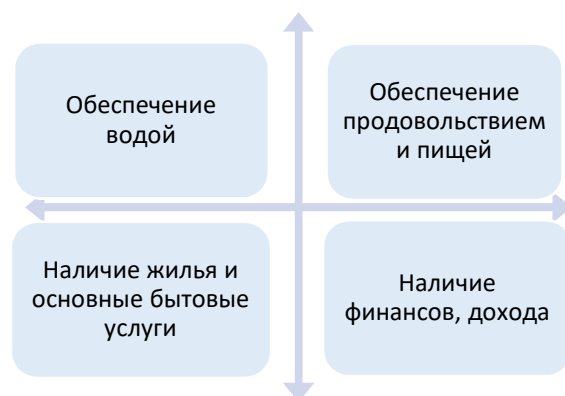 Обеспечение
водой
Обеспечение
продовольствием
и пищей
Наличие жилья и
основные бытовые
услуги
Наличие
финансов, дохода